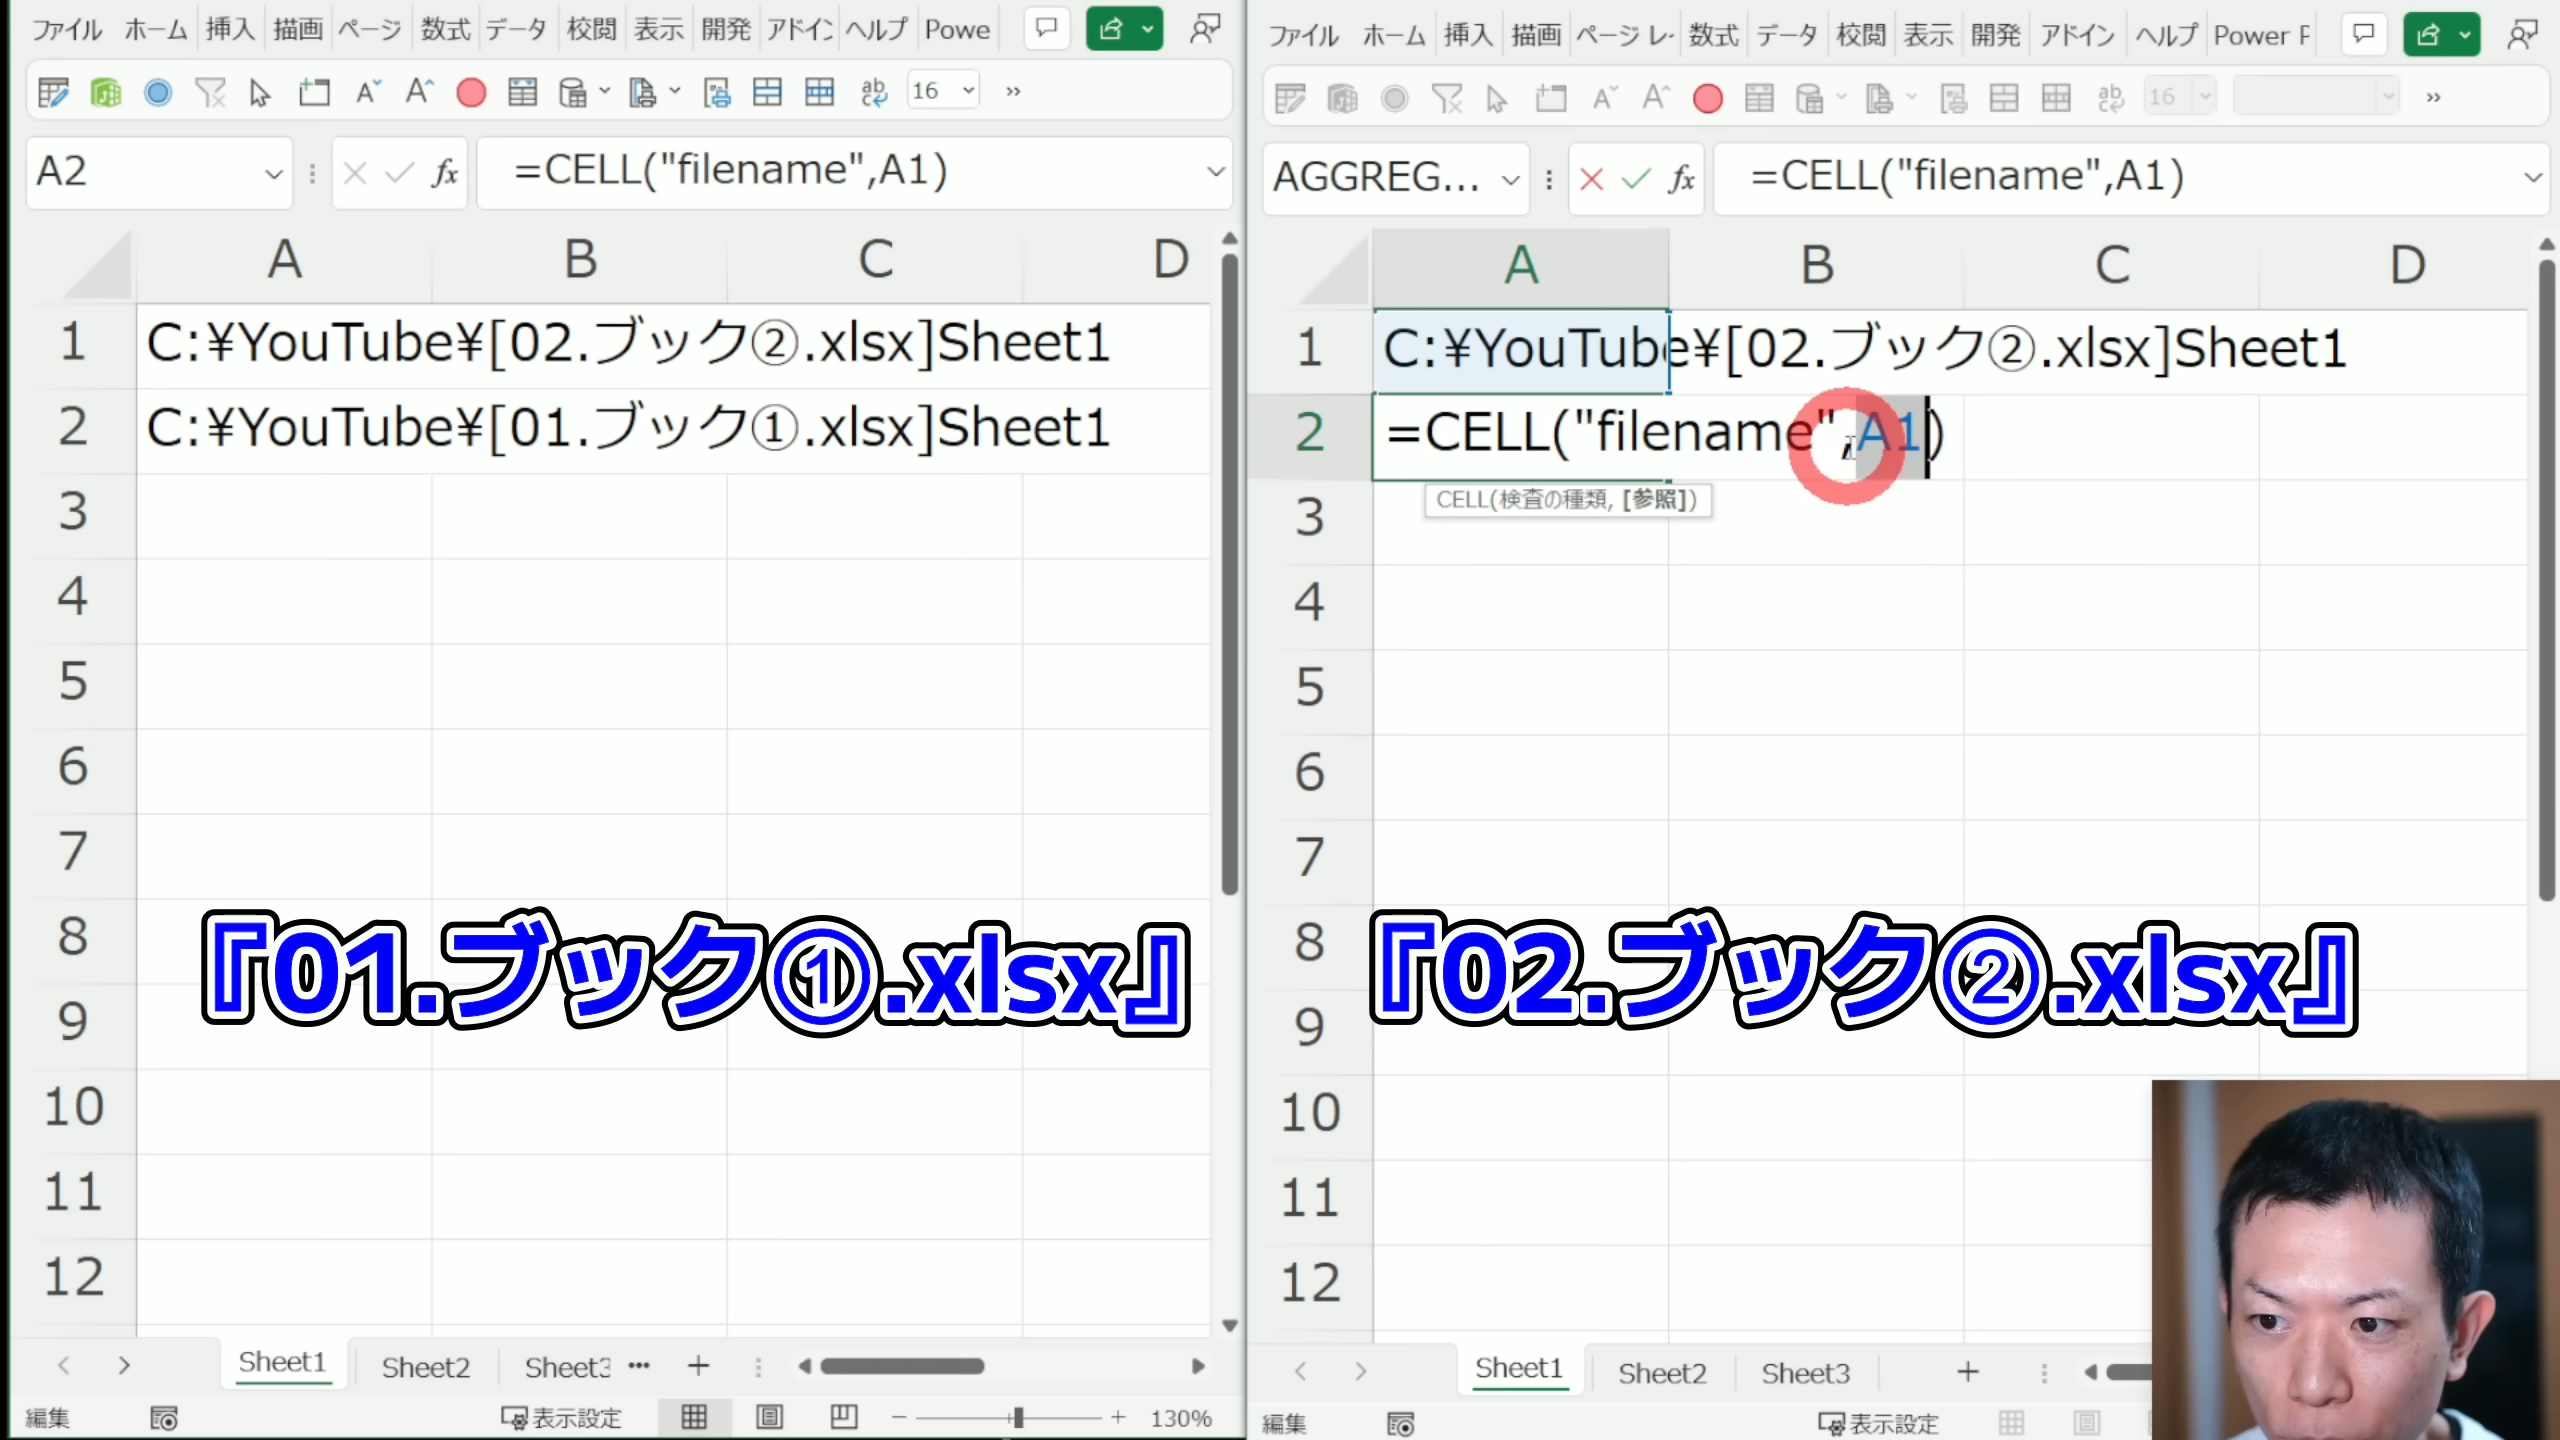 ファイル ホーム 挿入 描画 ページ 数式 データ 校閲 表示 開発 アドイン ヘルプ Powe
16
A2 fx =CELL("filename",A1)
A B C D
1 C:¥YouTube¥[02.ブック②.xlsx]Sheet1
2 C:¥YouTube¥[01.ブック①.xlsx]Sheet1
3
4
5
6
7
8
9
10
11
12
『01.ブック①.xlsx』
Sheet1 Sheet2 Sheet3
編集 表示設定 130%
ファイル ホーム 挿入 描画 ページ レ 数式 データ 校閲 表示 開発 アドイン ヘルプ Power P
16
AGGREG... fx =CELL("filename",A1)
A B C D
1 C:¥YouTube¥[02.ブック②.xlsx]Sheet1
2 =CELL("filename",A1)
CELL(検査の種類, [参照])
3
4
5
6
7
8
9
10
11
12
『02.ブック②.xlsx』
Sheet1 Sheet2 Sheet3
編集 表示設定